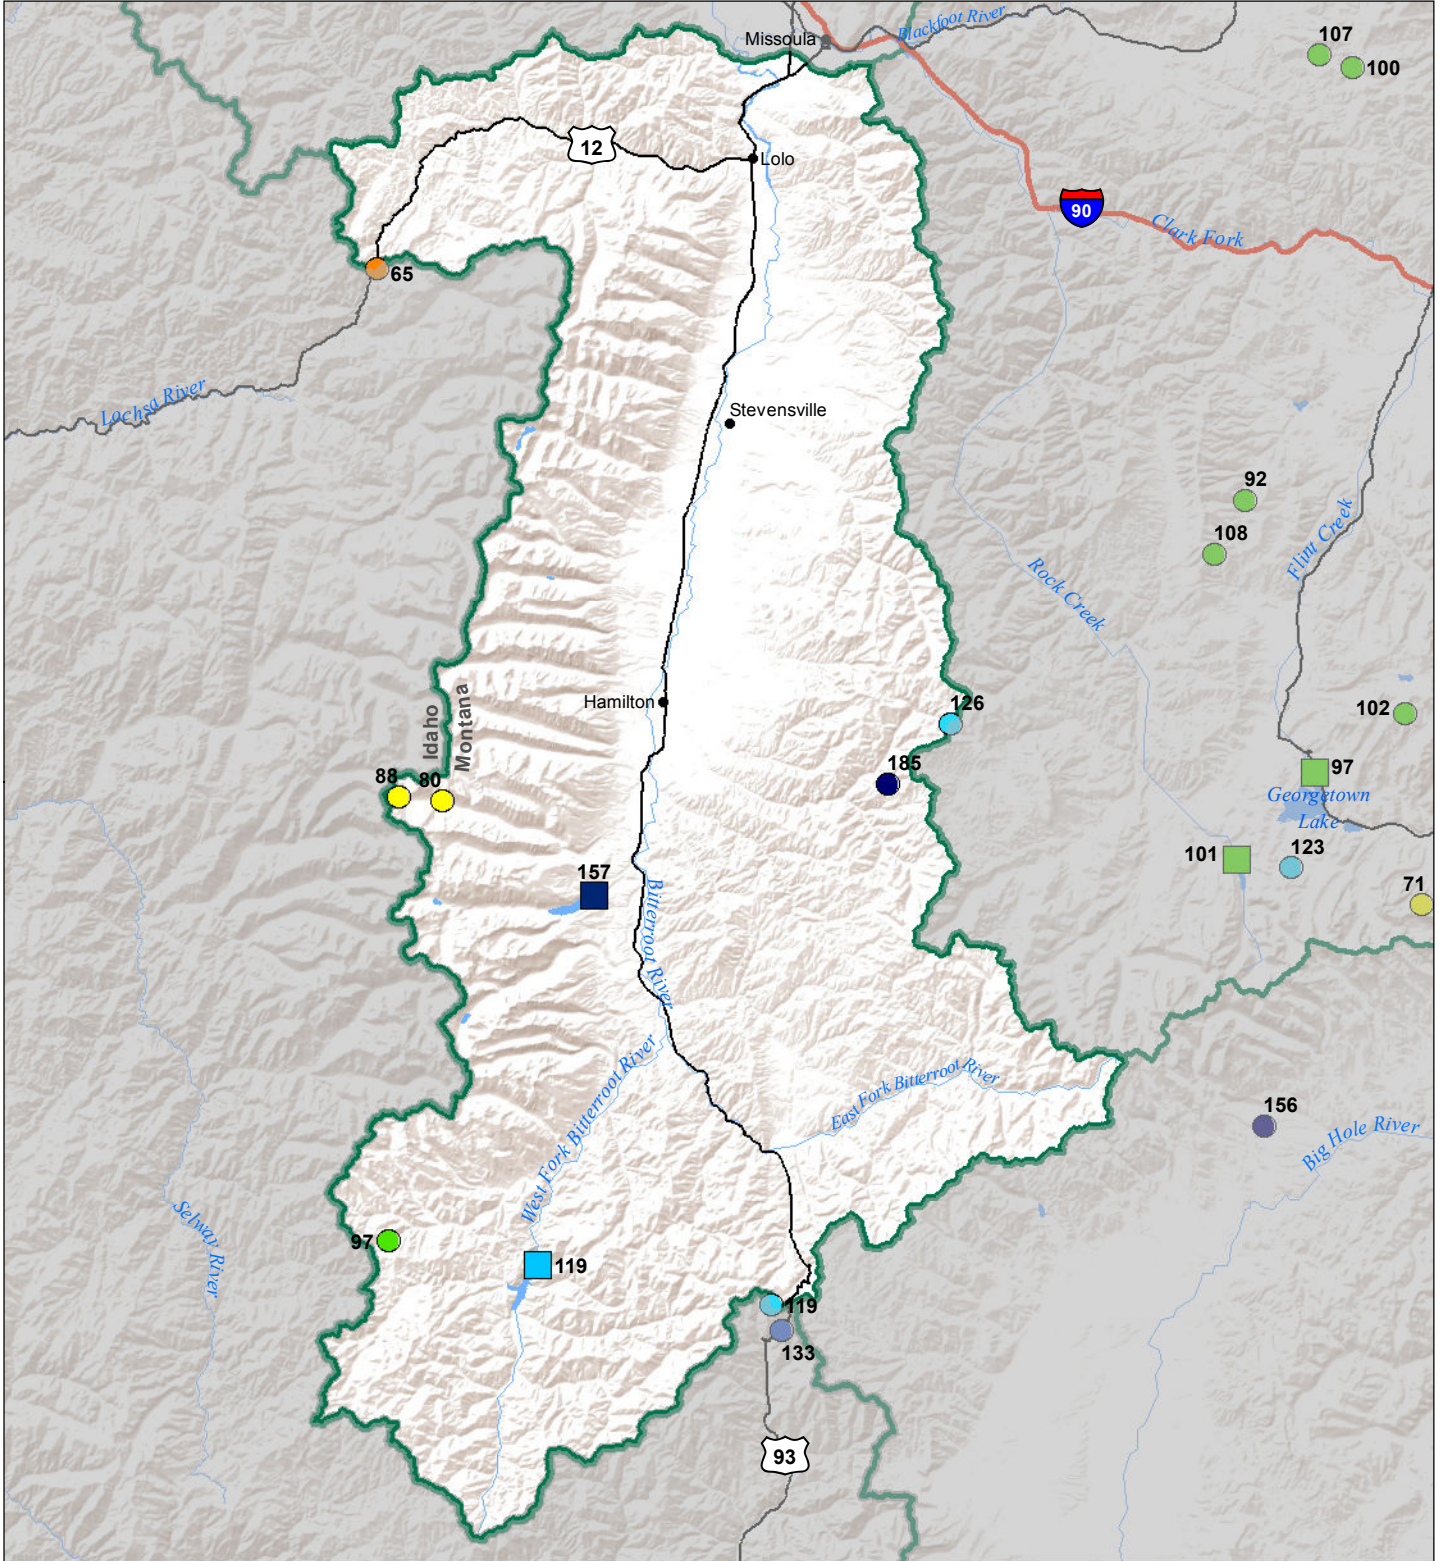 Blackfoot River
Missoula
107
100
12
Lolo
90
Clark Fork
65
Lochsa River
Stevensville
92
108
Flint Creek
Rock Creek
Idaho
Montana
Hamilton
126
102
88
80
185
97
Georgetown
Lake
101
123
157
71
Bitterroot River
West Fork Bitterroot River
East Fork Bitterroot River
156
Big Hole River
Selway River
97
119
119
133
93